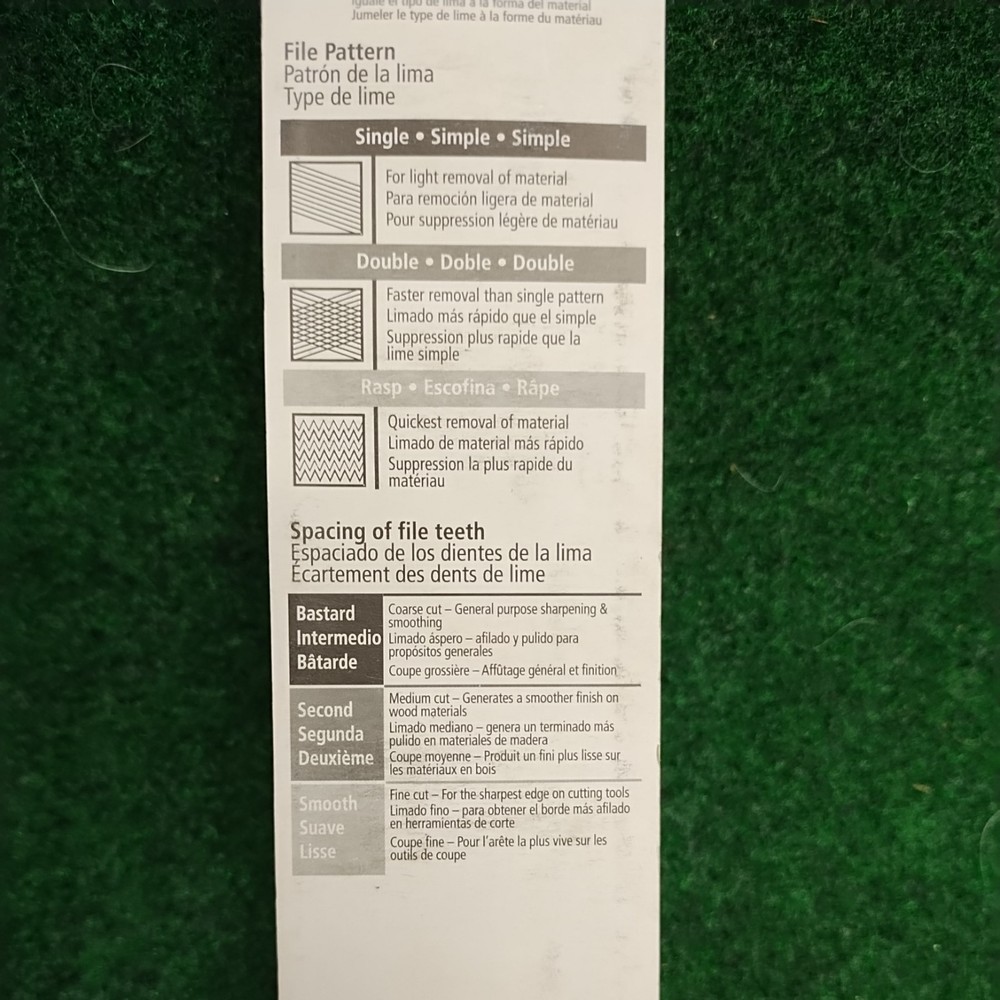 Iguale el tipo de lima a la forma del material
Jumeler le type de lime à la forme du matériau
File Pattern
Patrón de la lima
Type de lime
Single • Simple • Simple
For light removal of material
Para remoción ligera de material
Pour suppression légère de matériau
Double • Doble • Double
Faster removal than single pattern
Limado más rápido que el simple
Suppression plus rapide que la
lime simple
Rasp • Escofina • Râpe
Quickest removal of material
Limado de material más rápido
Suppression la plus rapide du
matériau
Spacing of file teeth
Espaciado de los dientes de la lima
Écartement des dents de lime
Bastard
Intermedio
Bâtarde
Coarse cut – General purpose sharpening &
smoothing
Limado áspero – afilado y pulido para
propósitos generales
Coupe grossière – Affûtage général et finition
Second
Segunda
Deuxième
Medium cut – Generates a smoother finish on
wood materials
Limado mediano – genera un terminado más
pulido en materiales de madera
Coupe moyenne – Produit un fini plus lisse sur
les matériaux en bois
Smooth
Suave
Lisse
Fine cut – For the sharpest edge on cutting tools
Limado fino – para obtener el borde más afilado
en herramientas de corte
Coupe fine – Pour l'arête la plus vive sur les
outils de coupe